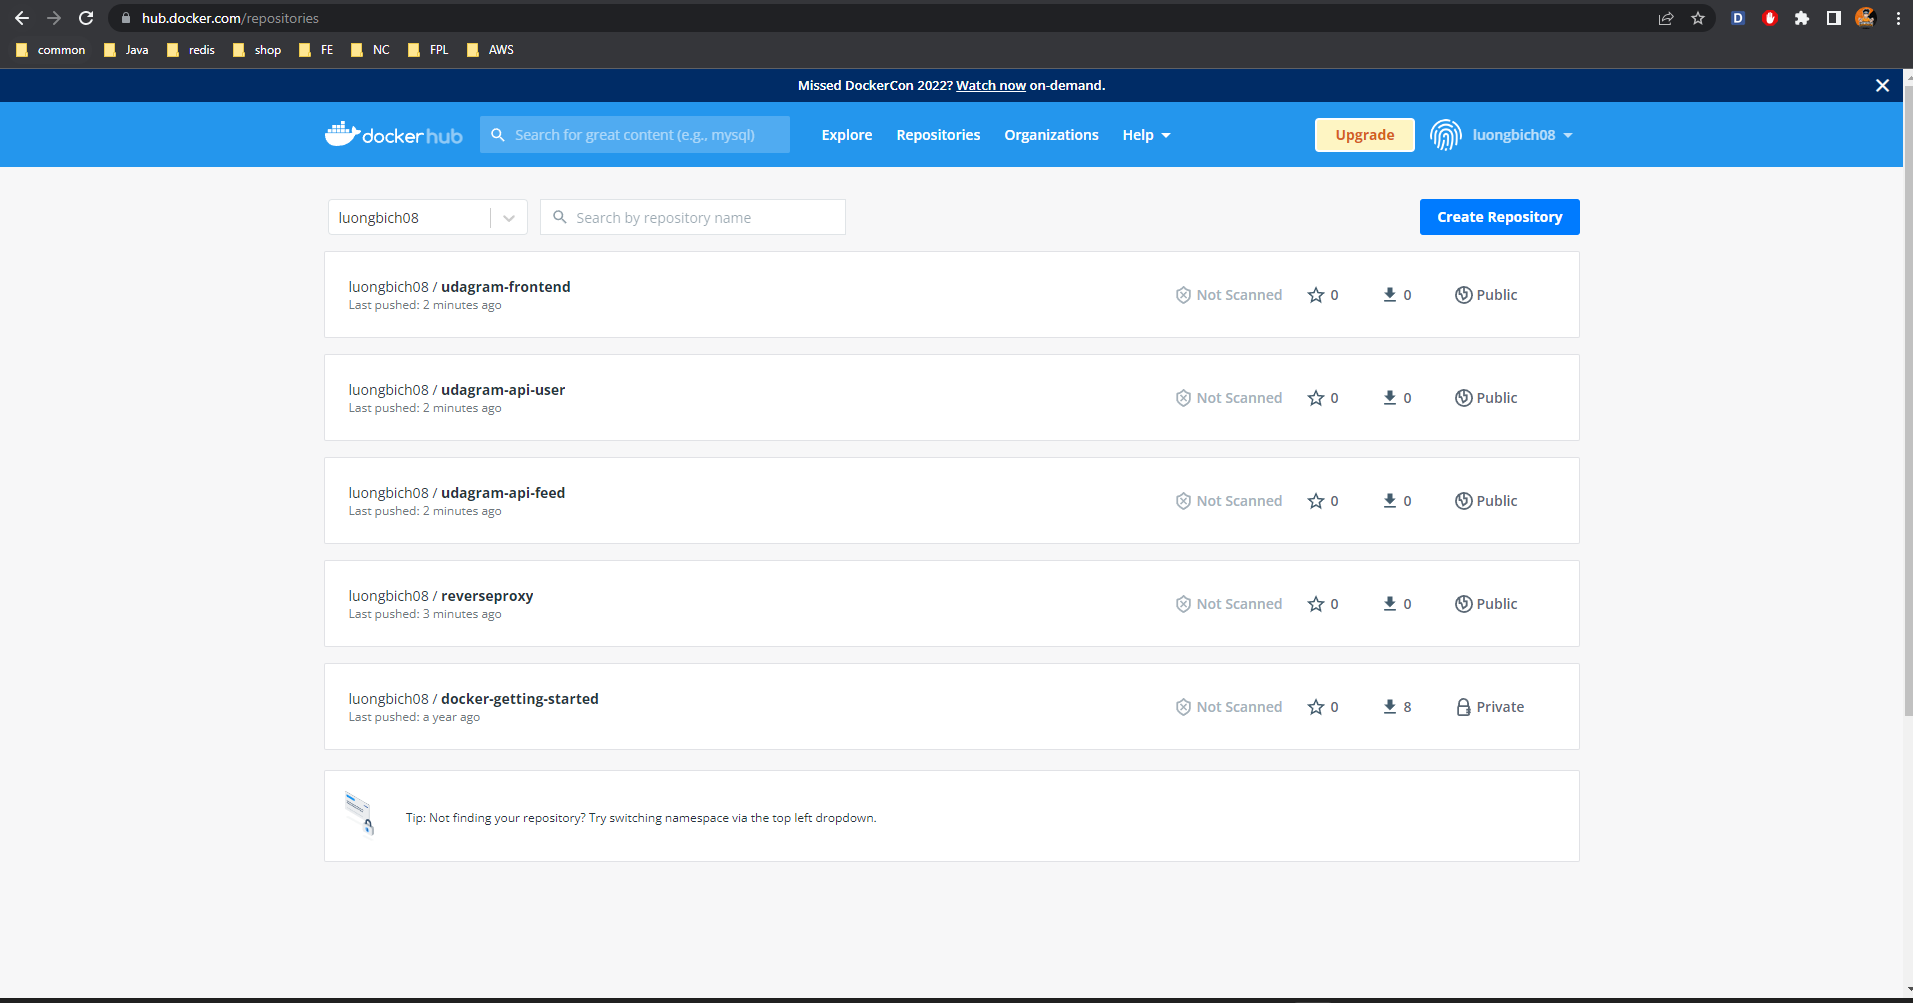 hub.docker.com/repositories
common Java redis shop FE NC FPL AWS
Missed DockerCon 2022? Watch now on-demand.
docker hub Search for great content (e.g., mysql) Explore Repositories Organizations Help Upgrade luongbich08
luongbich08 Search by repository name Create Repository
luongbich08 / udagram-frontend
Last pushed: 2 minutes ago
Not Scanned 0 0 Public
luongbich08 / udagram-api-user
Last pushed: 2 minutes ago
Not Scanned 0 0 Public
luongbich08 / udagram-api-feed
Last pushed: 2 minutes ago
Not Scanned 0 0 Public
luongbich08 / reverseproxy
Last pushed: 3 minutes ago
Not Scanned 0 0 Public
luongbich08 / docker-getting-started
Last pushed: a year ago
Not Scanned 0 8 Private
Tip: Not finding your repository? Try switching namespace via the top left dropdown.